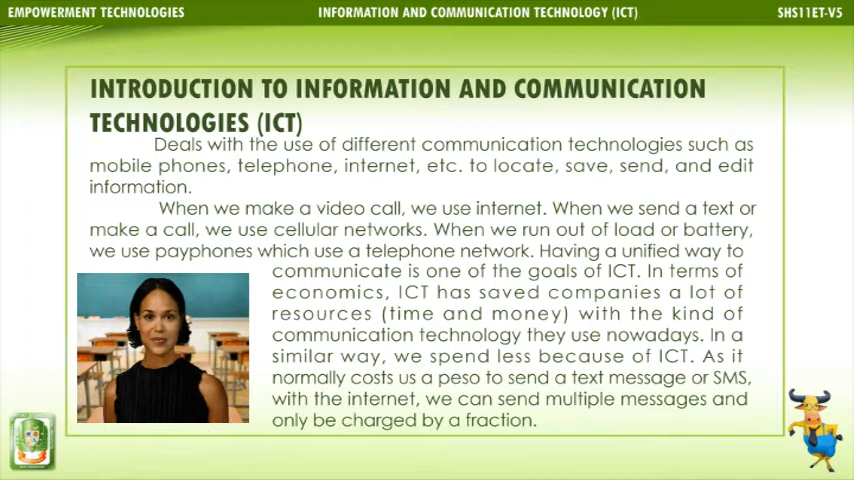 EMPOWERMENT TECHNOLOGIES
INFORMATION AND COMMUNICATION TECHNOLOGY (ICT)
SHS11ET-V5
INTRODUCTION TO INFORMATION AND COMMUNICATION
TECHNOLOGIES (ICT)
Deals with the use of different communication technologies such as
mobile phones, telephone, internet, etc. to locate, save, send, and edit
information.
When we make a video call, we use internet. When we send a text or
make a call, we use cellular networks. When we run out of load or battery,
we use payphones which use a telephone network. Having a unified way to
communicate is one of the goals of ICT. In terms of
economics, ICT has saved companies a lot of
resources (time and money) with the kind of
communication technology they use nowadays. In a
similar way, we spend less because of ICT. As it
normally costs us a peso to send a text message or SMS,
with the internet, we can send multiple messages and
only be charged by a fraction.